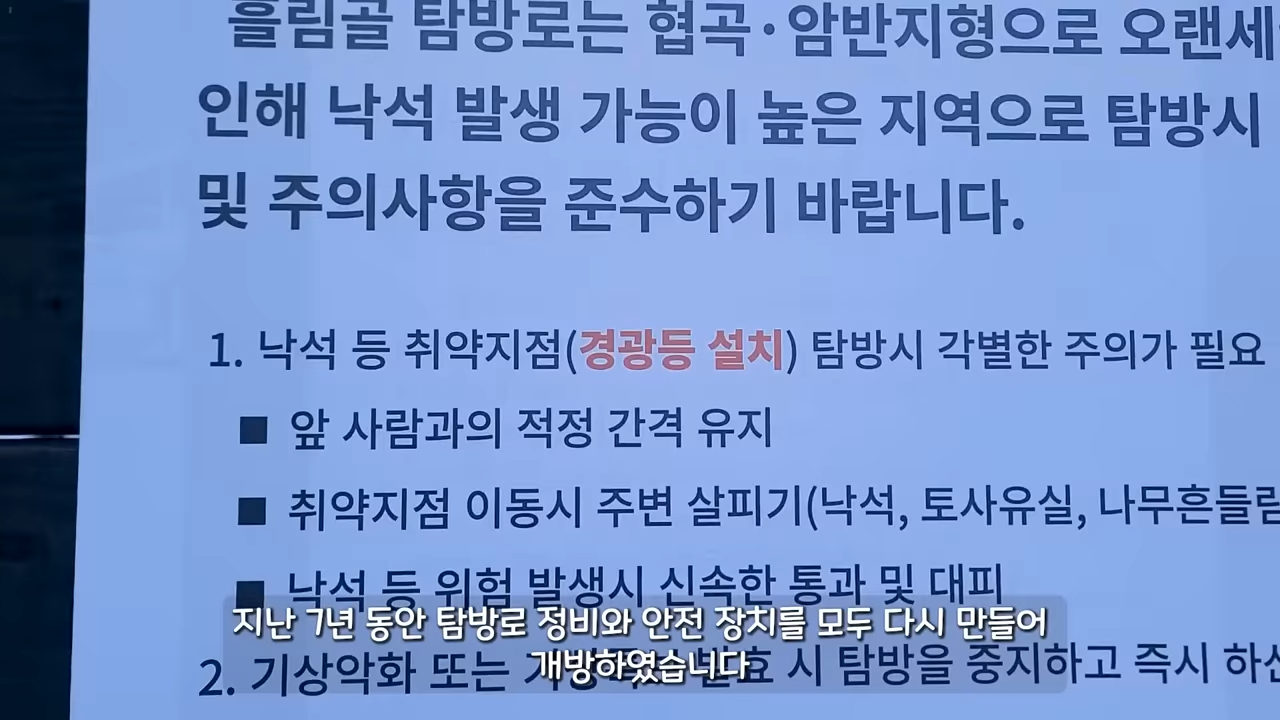 흘림골 탐방로는 협곡·암반지형으로 오랜세
인해 낙석 발생 가능이 높은 지역으로 탐방시
및 주의사항을 준수하기 바랍니다.
1. 낙석 등 취약지점(경광등 설치) 탐방시 각별한 주의가 필요
■ 앞 사람과의 적정 간격 유지
■ 취약지점 이동시 주변 살피기(낙석, 토사유실, 나무흔들림
■ 낙석 등 위험 발생시 신속한 통과 및 대피
2. 기상악화 또는 시 탐방을 중지하고 즉시 하산
지난 7년 동안 탐방로 정비와 안전 장치를 모두 다시 만들어
개방하였습니다